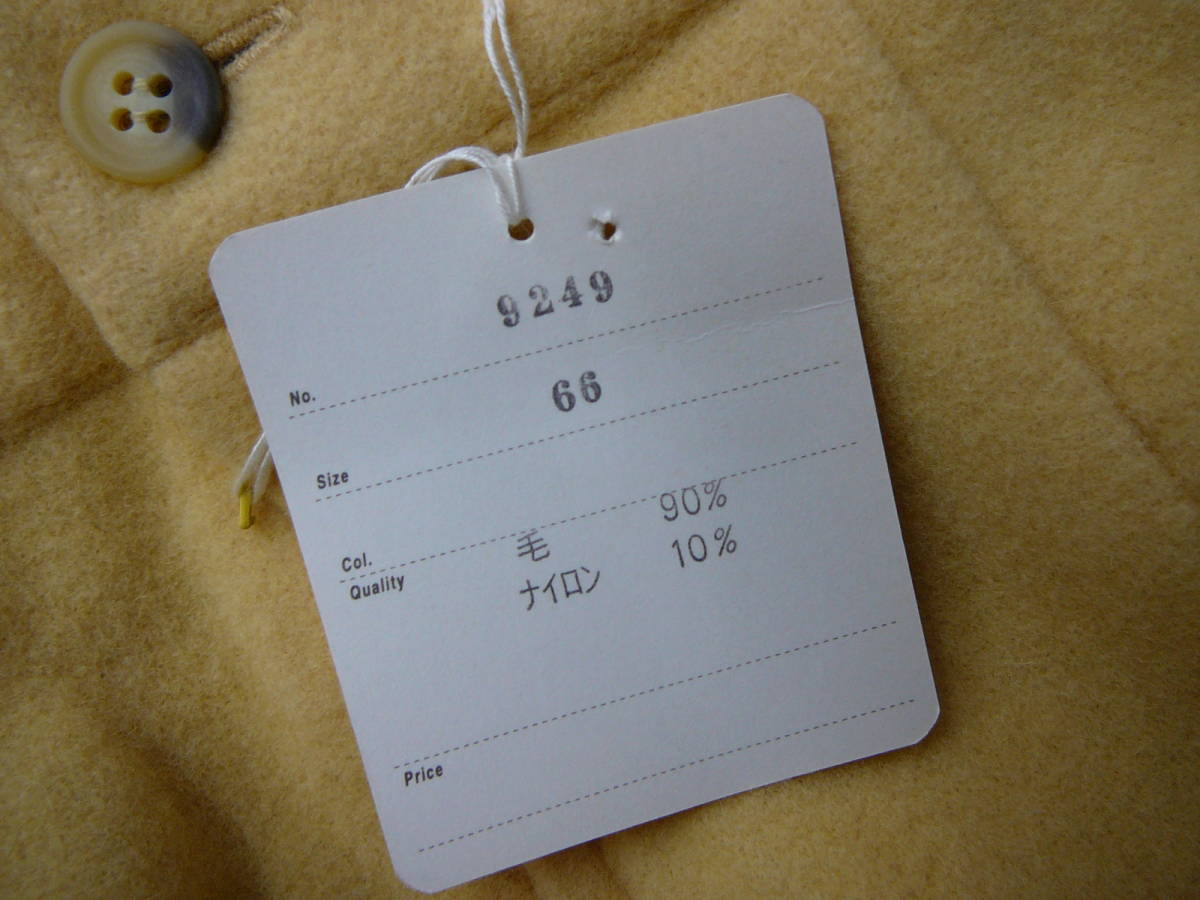 9249
No.
66
Size
Col.
Quality 毛 90%
ナイロン 10%
Price